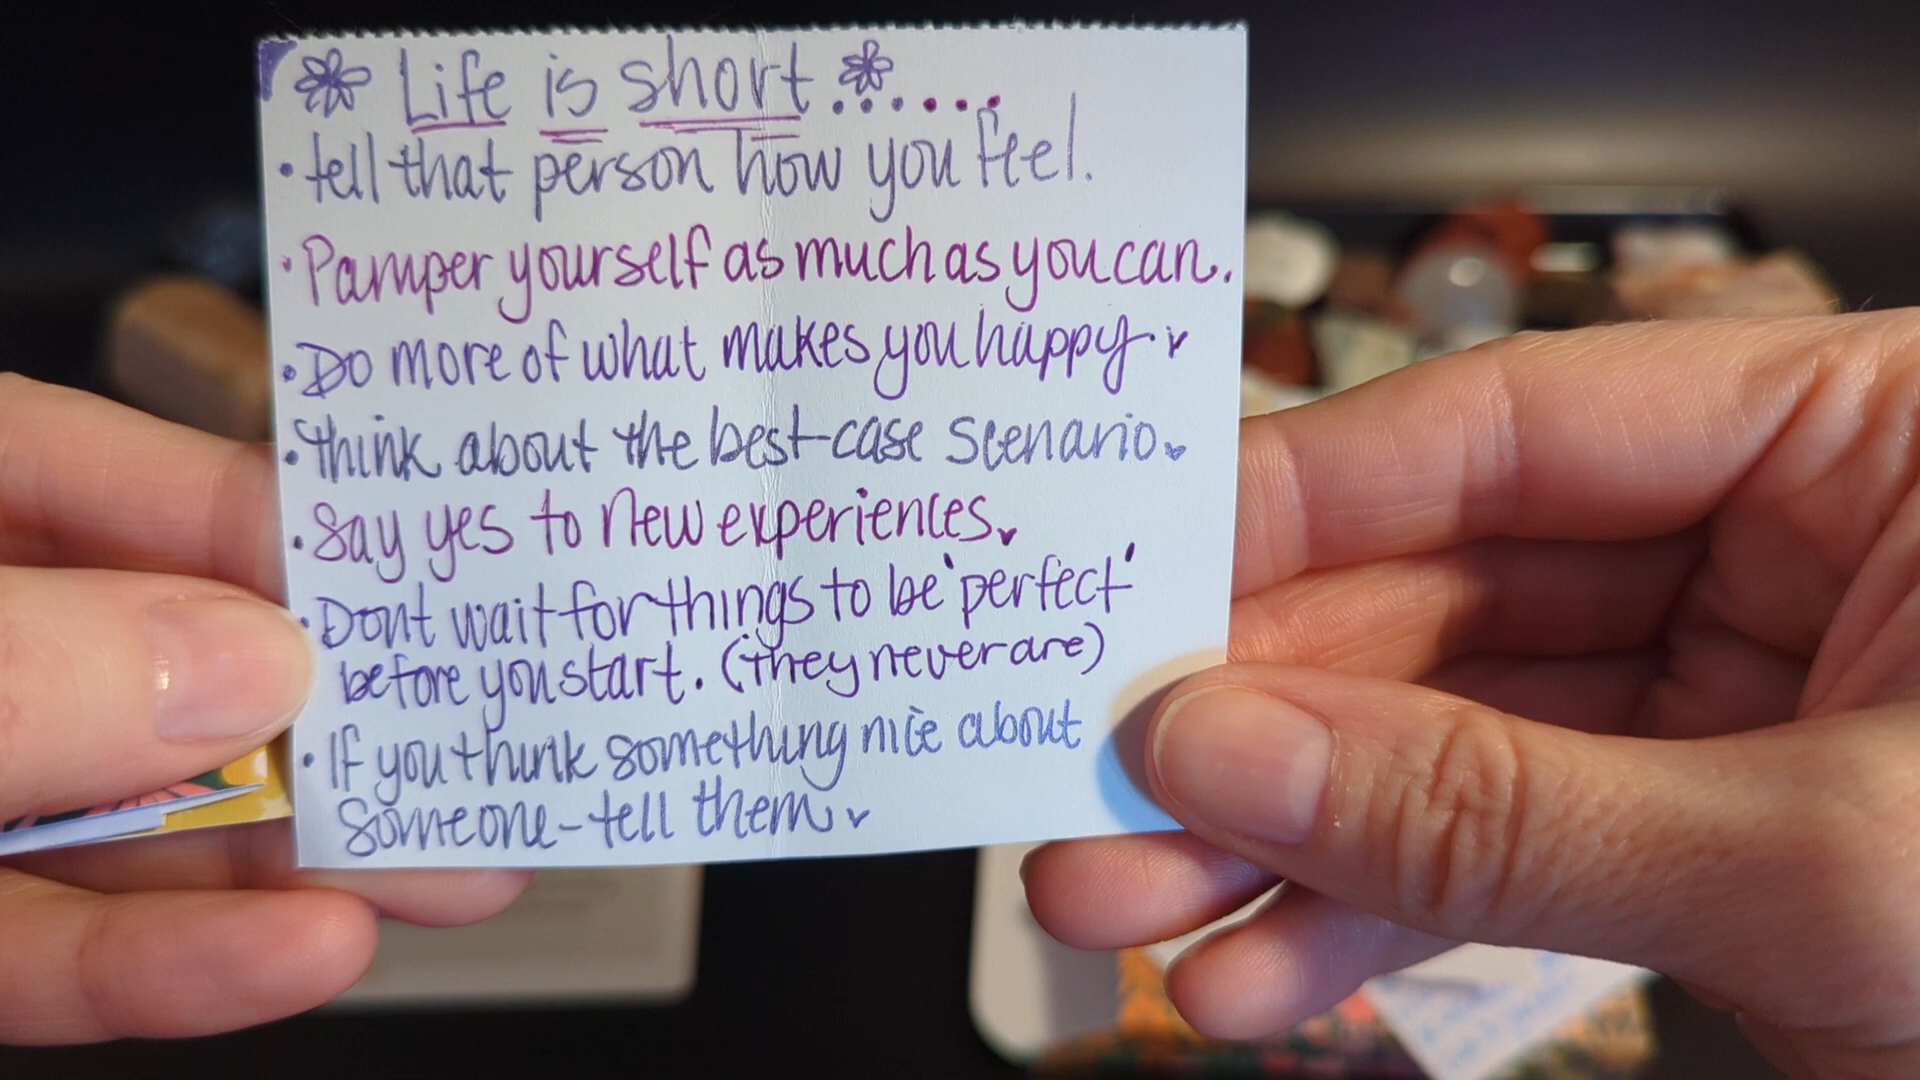 Life is short.......
• tell that person how you feel.
• Pamper yourself as much as you can.
• Do more of what makes you happy.
• think about the best-case scenario.
• Say yes to new experiences.
• Dont wait for things to be 'perfect'
before you start. (they never are)
• If you think something nice about
someone - tell them